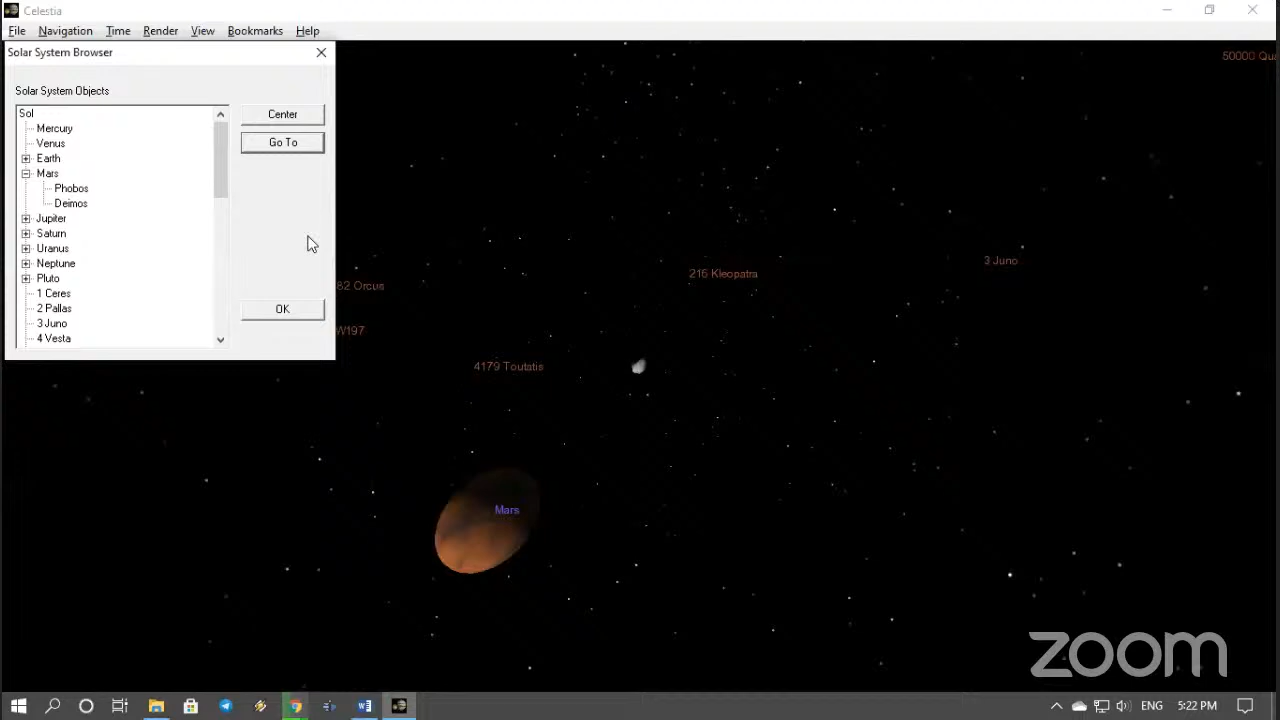 Celestia
File Navigation Time Render View Bookmarks Help
Solar System Browser
Solar System Objects
Sol
Mercury
Venus
Earth
Mars
Phobos
Deimos
Jupiter
Saturn
Uranus
Neptune
Pluto
1 Ceres
2 Pallas
3 Juno
4 Vesta
Center
Go To
OK
50000 Qua
216 Kleopatra
3 Juno
82 Orcus
W197
4179 Toutatis
Mars
zoom
ENG 5:22 PM